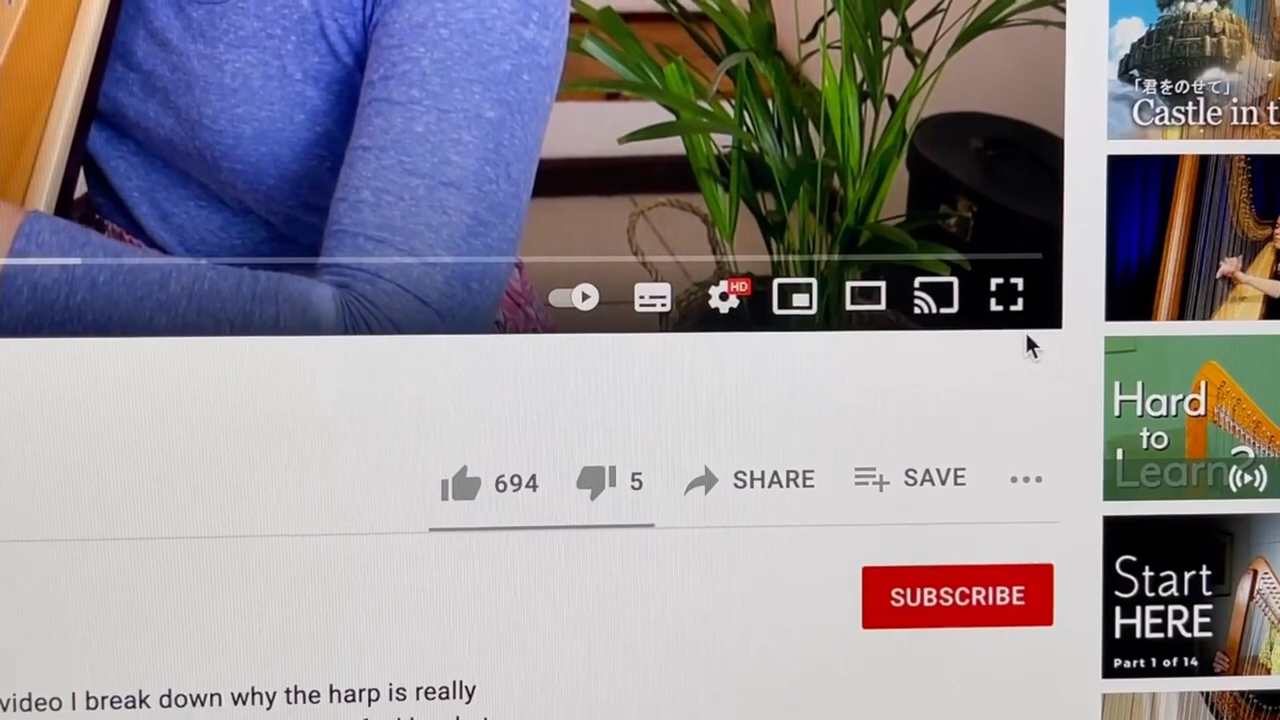 「君をのせて」
Castle in t
HD
Hard
to
Learn?
694
5
SHARE
SAVE
SUBSCRIBE
Start
HERE
Part 1 of 14
video I break down why the harp is really